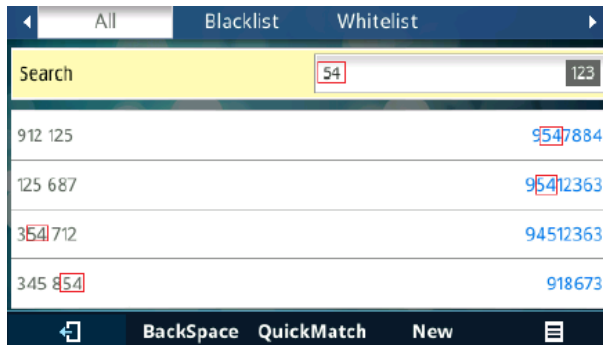 All Blacklist Whitelist
Search 54 123
912 125 9547884
125 687 95412363
354 712 94512363
345 854 918673
BackSpace QuickMatch New